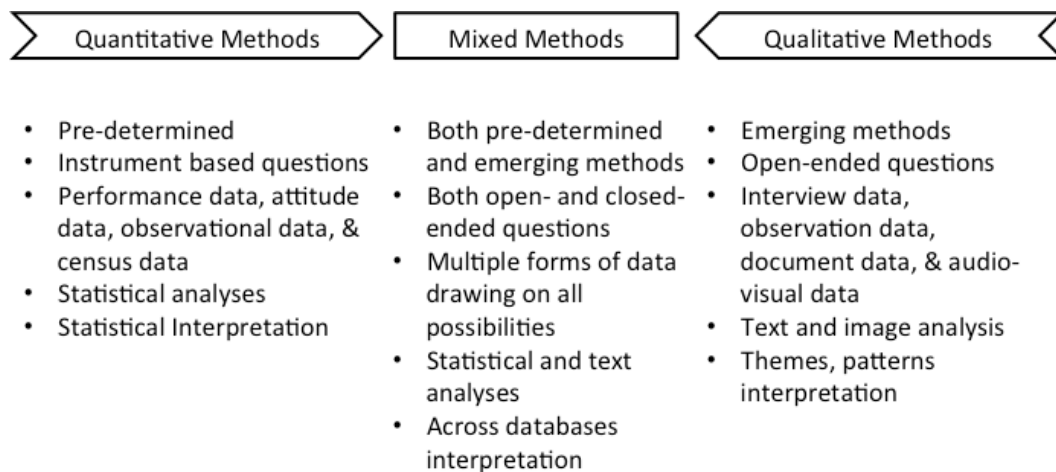 Quantitative Methods
Mixed Methods
Qualitative Methods
• Pre-determined
• Instrument based questions
• Performance data, attitude
data, observational data, &
census data
• Statistical analyses
• Statistical Interpretation
• Both pre-determined
and emerging methods
• Both open- and closed-
ended questions
• Multiple forms of data
drawing on all
possibilities
• Statistical and text
analyses
• Across databases
interpretation
• Emerging methods
• Open-ended questions
• Interview data,
observation data,
document data, & audio-
visual data
• Text and image analysis
• Themes, patterns
interpretation